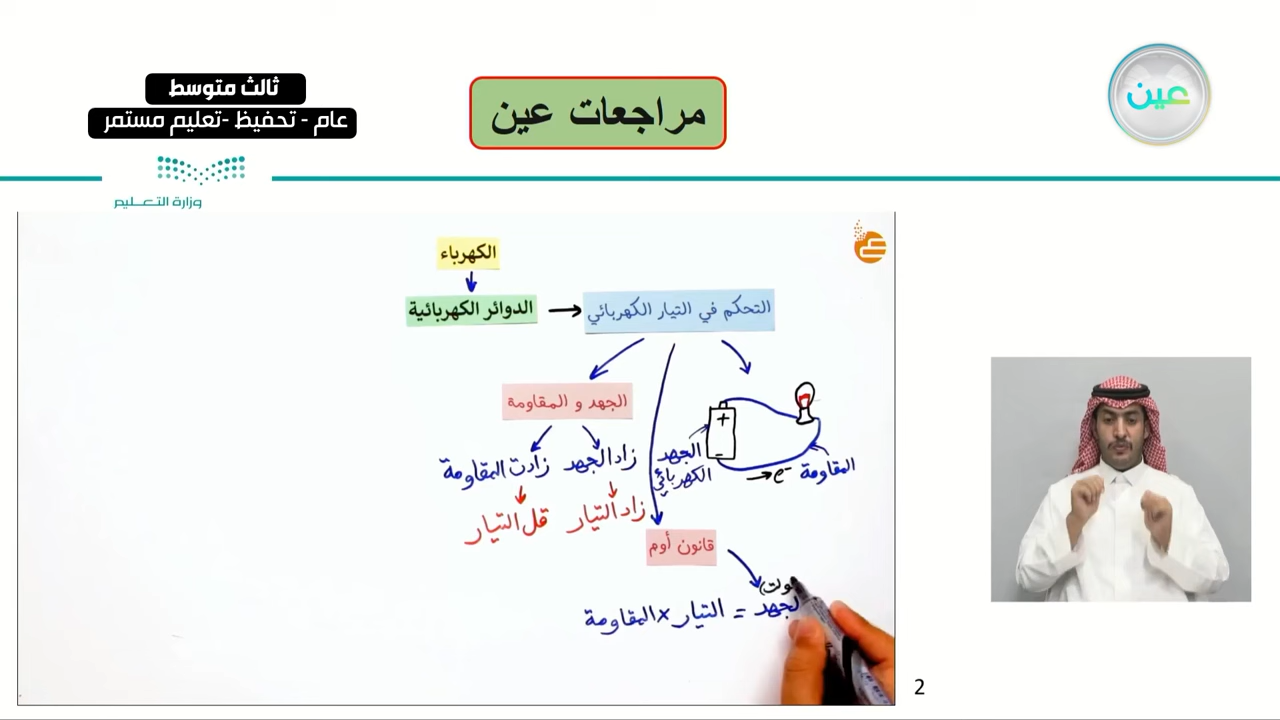 ثالث متوسط
عام - تحفيظ -تعليم مستمر
مراجعات عين
عين
وزارة التعـــليم
الكهرباء
الدوائر الكهربائية
التحكم في التيار الكهربائي
الجهد و المقاومة
زاد الجهد
زاد التيار
زادت المقاومة
قل التيار
+
-
الجهد
الكهربائي
المقاومة
e-
قانون أوم
الجهد = التيار × المقاومة
2